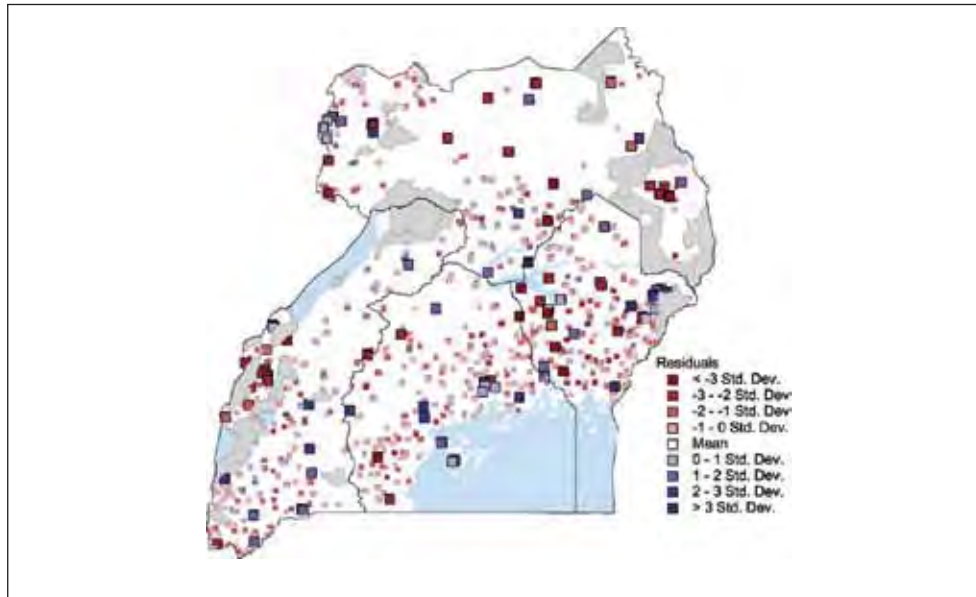 Residuals
< -3 Std. Dev.
-3 - -2 Std. Dev.
-2 - -1 Std. Dev.
-1 - 0 Std. Dev.
Mean
0 - 1 Std. Dev.
1 - 2 Std. Dev.
2 - 3 Std. Dev.
> 3 Std. Dev.